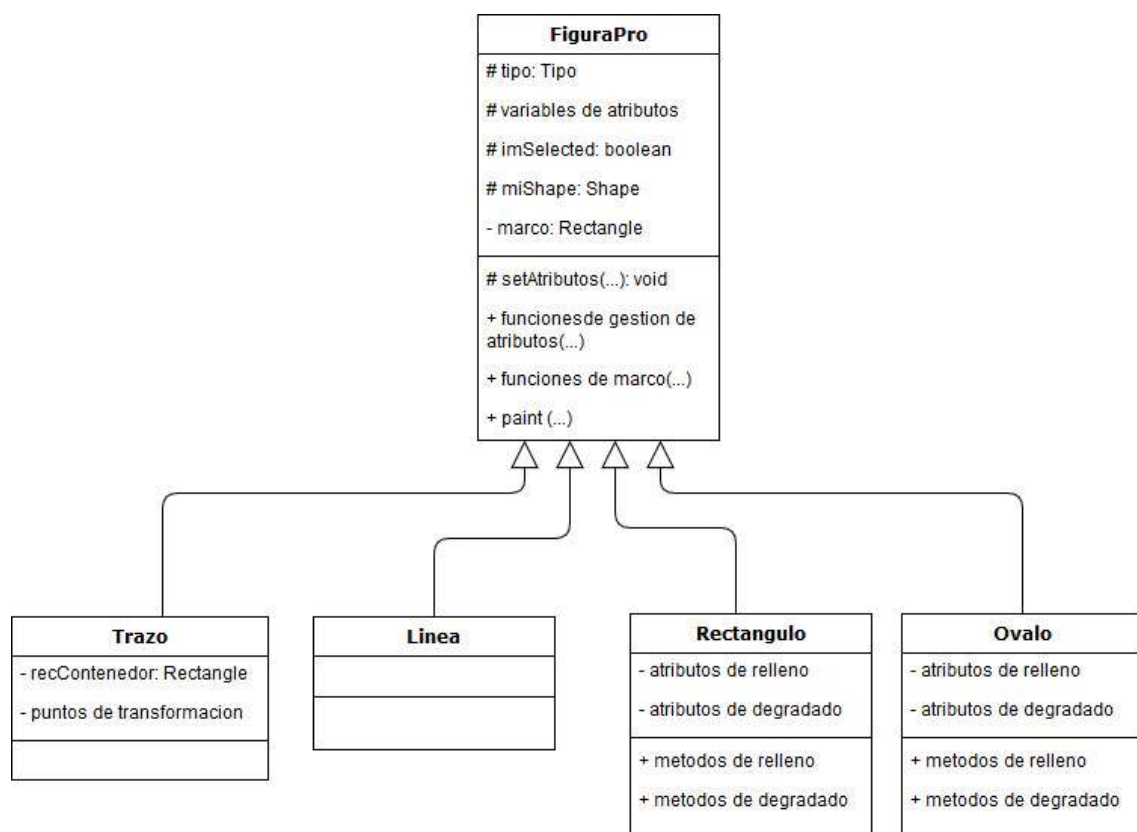 FiguraPro
# tipo: Tipo
# variables de atributos
# imSelected: boolean
# miShape: Shape
- marco: Rectangle
# setAtributos(...): void
+ funcionesde gestion de
atributos(...)
+ funciones de marco(...)
+ paint (...)
Trazo
- recContenedor: Rectangle
- puntos de transformacion
Linea
Rectangulo
- atributos de relleno
- atributos de degradado
+ metodos de relleno
+ metodos de degradado
Ovalo
- atributos de relleno
- atributos de degradado
+ metodos de relleno
+ metodos de degradado